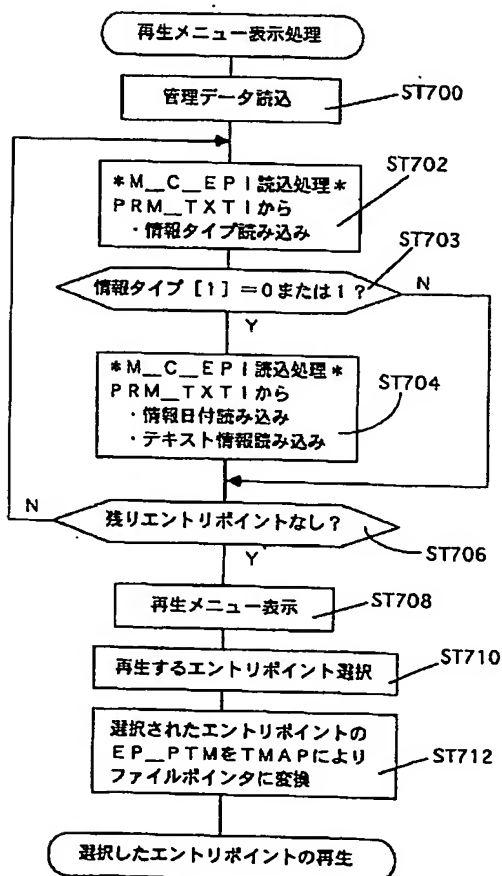 再生メニュー表示処理
管理データ読込
ST700
*M__C__EPI読込処理*
PRM__TXTIから
・情報タイプ読み込み
ST702
ST703
情報タイプ[1]=0または1?
N
Y
*M__C__EPI読込処理*
PRM__TXTIから
・情報日付読み込み
・テキスト情報読み込み
ST704
N
残りエントリポイントなし?
ST706
Y
再生メニュー表示
ST708
再生するエントリポイント選択
ST710
選択されたエントリポイントの
EP__PTMをTMAPにより
ファイルポインタに変換
ST712
選択したエントリポイントの再生